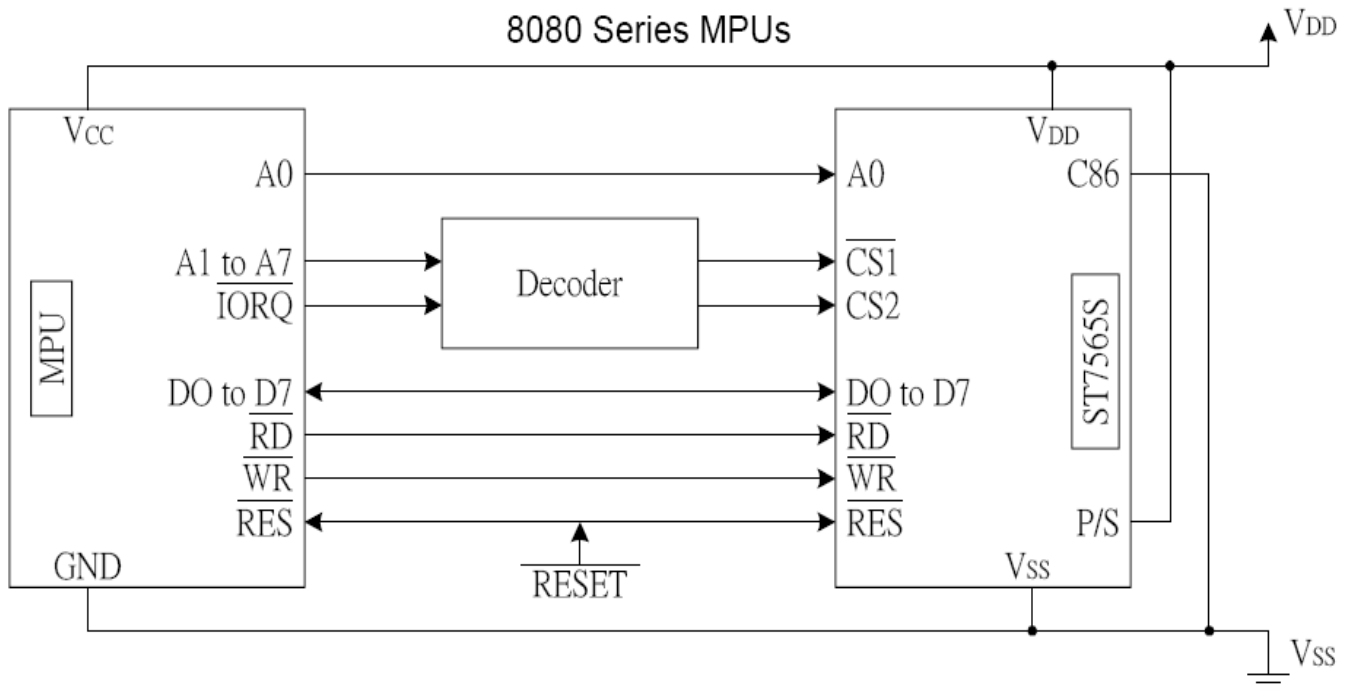 8080 Series MPUs
VDD
VCC
A0
A1 to A7
IORQ
DO to D7
RD
WR
RES
GND
MPU
Decoder
RESET
VDD
A0
CS1
CS2
DO to D7
RD
WR
RES
VSS
C86
ST7565S
P/S
VSS